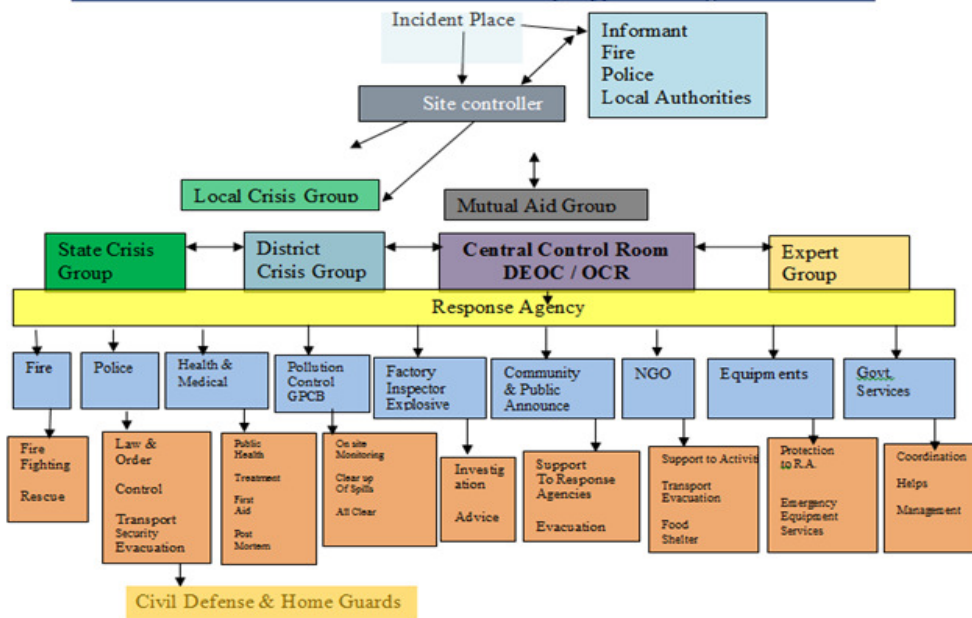 Incident Place
Informant
Fire
Police
Local Authorities
Site controller
Local Crisis Group
Mutual Aid Group
State Crisis
Group
District
Crisis Group
Central Control Room
DEOC / OCR
Expert
Group
Response Agency
Fire
Police
Health &
Medical
Pollution
Control
GPCB
Factory
Inspector
Explosive
Community
& Public
Announce
NGO
Equipments
Govt.
Services
Fire
Fighting
Rescue
Law &
Order
Control
Transport
Security
Evacuation
Public
Health
Treatment
First
Aid
Post
Mortem
On site
Monitoring
Clear up
Of Spills
All Clear
Investig
ation
Advice
Support
To Response
Agencies
Evacuation
Support to Activiti
Transport
Evacuation
Food
Shelter
Protection
to R.A.
Emergency
Equipment
Services
Coordination
Helps
Management
Civil Defense & Home Guards